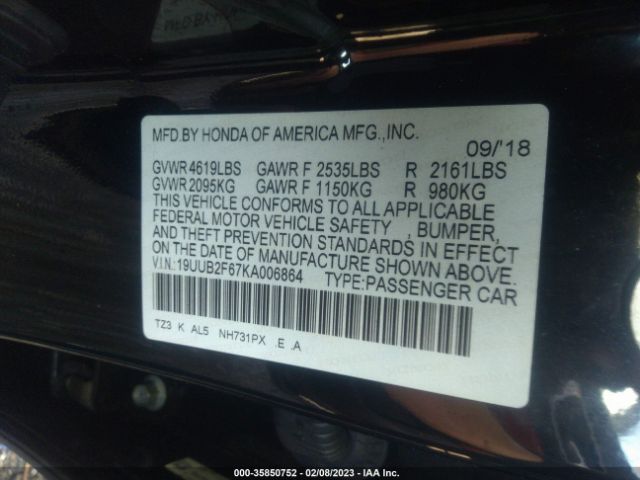 MFD.BY HONDA OF AMERICA MFG.,INC.
09/'18
GVWR 4619LBS GAWR F 2535LBS R 2161LBS
GVWR 2095KG GAWR F 1150KG R 980KG
THIS VEHICLE CONFORMS TO ALL APPLICABLE
FEDERAL MOTOR VEHICLE SAFETY , BUMPER,
AND THEFT PREVENTION STANDARDS IN EFFECT
ON THE DATE OF MANUFACTURE SHOWN ABOVE.
V.I.N.:19UUB2F67KA006864 TYPE:PASSENGER CAR
TZ3 K AL5 NH731PX .E .A
000-35850752 — 02/08/2023 — IAA Inc.